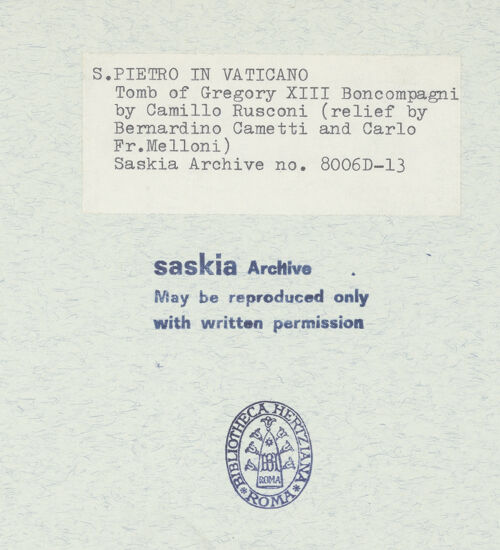 S.PIETRO IN VATICANO
Tomb of Gregory XIII Boncompagni
by Camillo Rusconi (relief by
Bernardino Cametti and Carlo
Fr.Melloni)
Saskia Archive no. 8006D-13
saskia Archive
May be reproduced only
with written permission
BIBLIOTHECA HERTZIANA
ROMA
*ROMA*